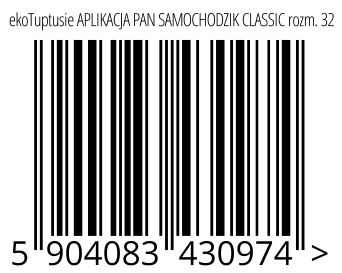 ekoTuptusie APLIKACJA PAN SAMOCHODZIK CLASSIC rozm. 32
5 904083 430974 >